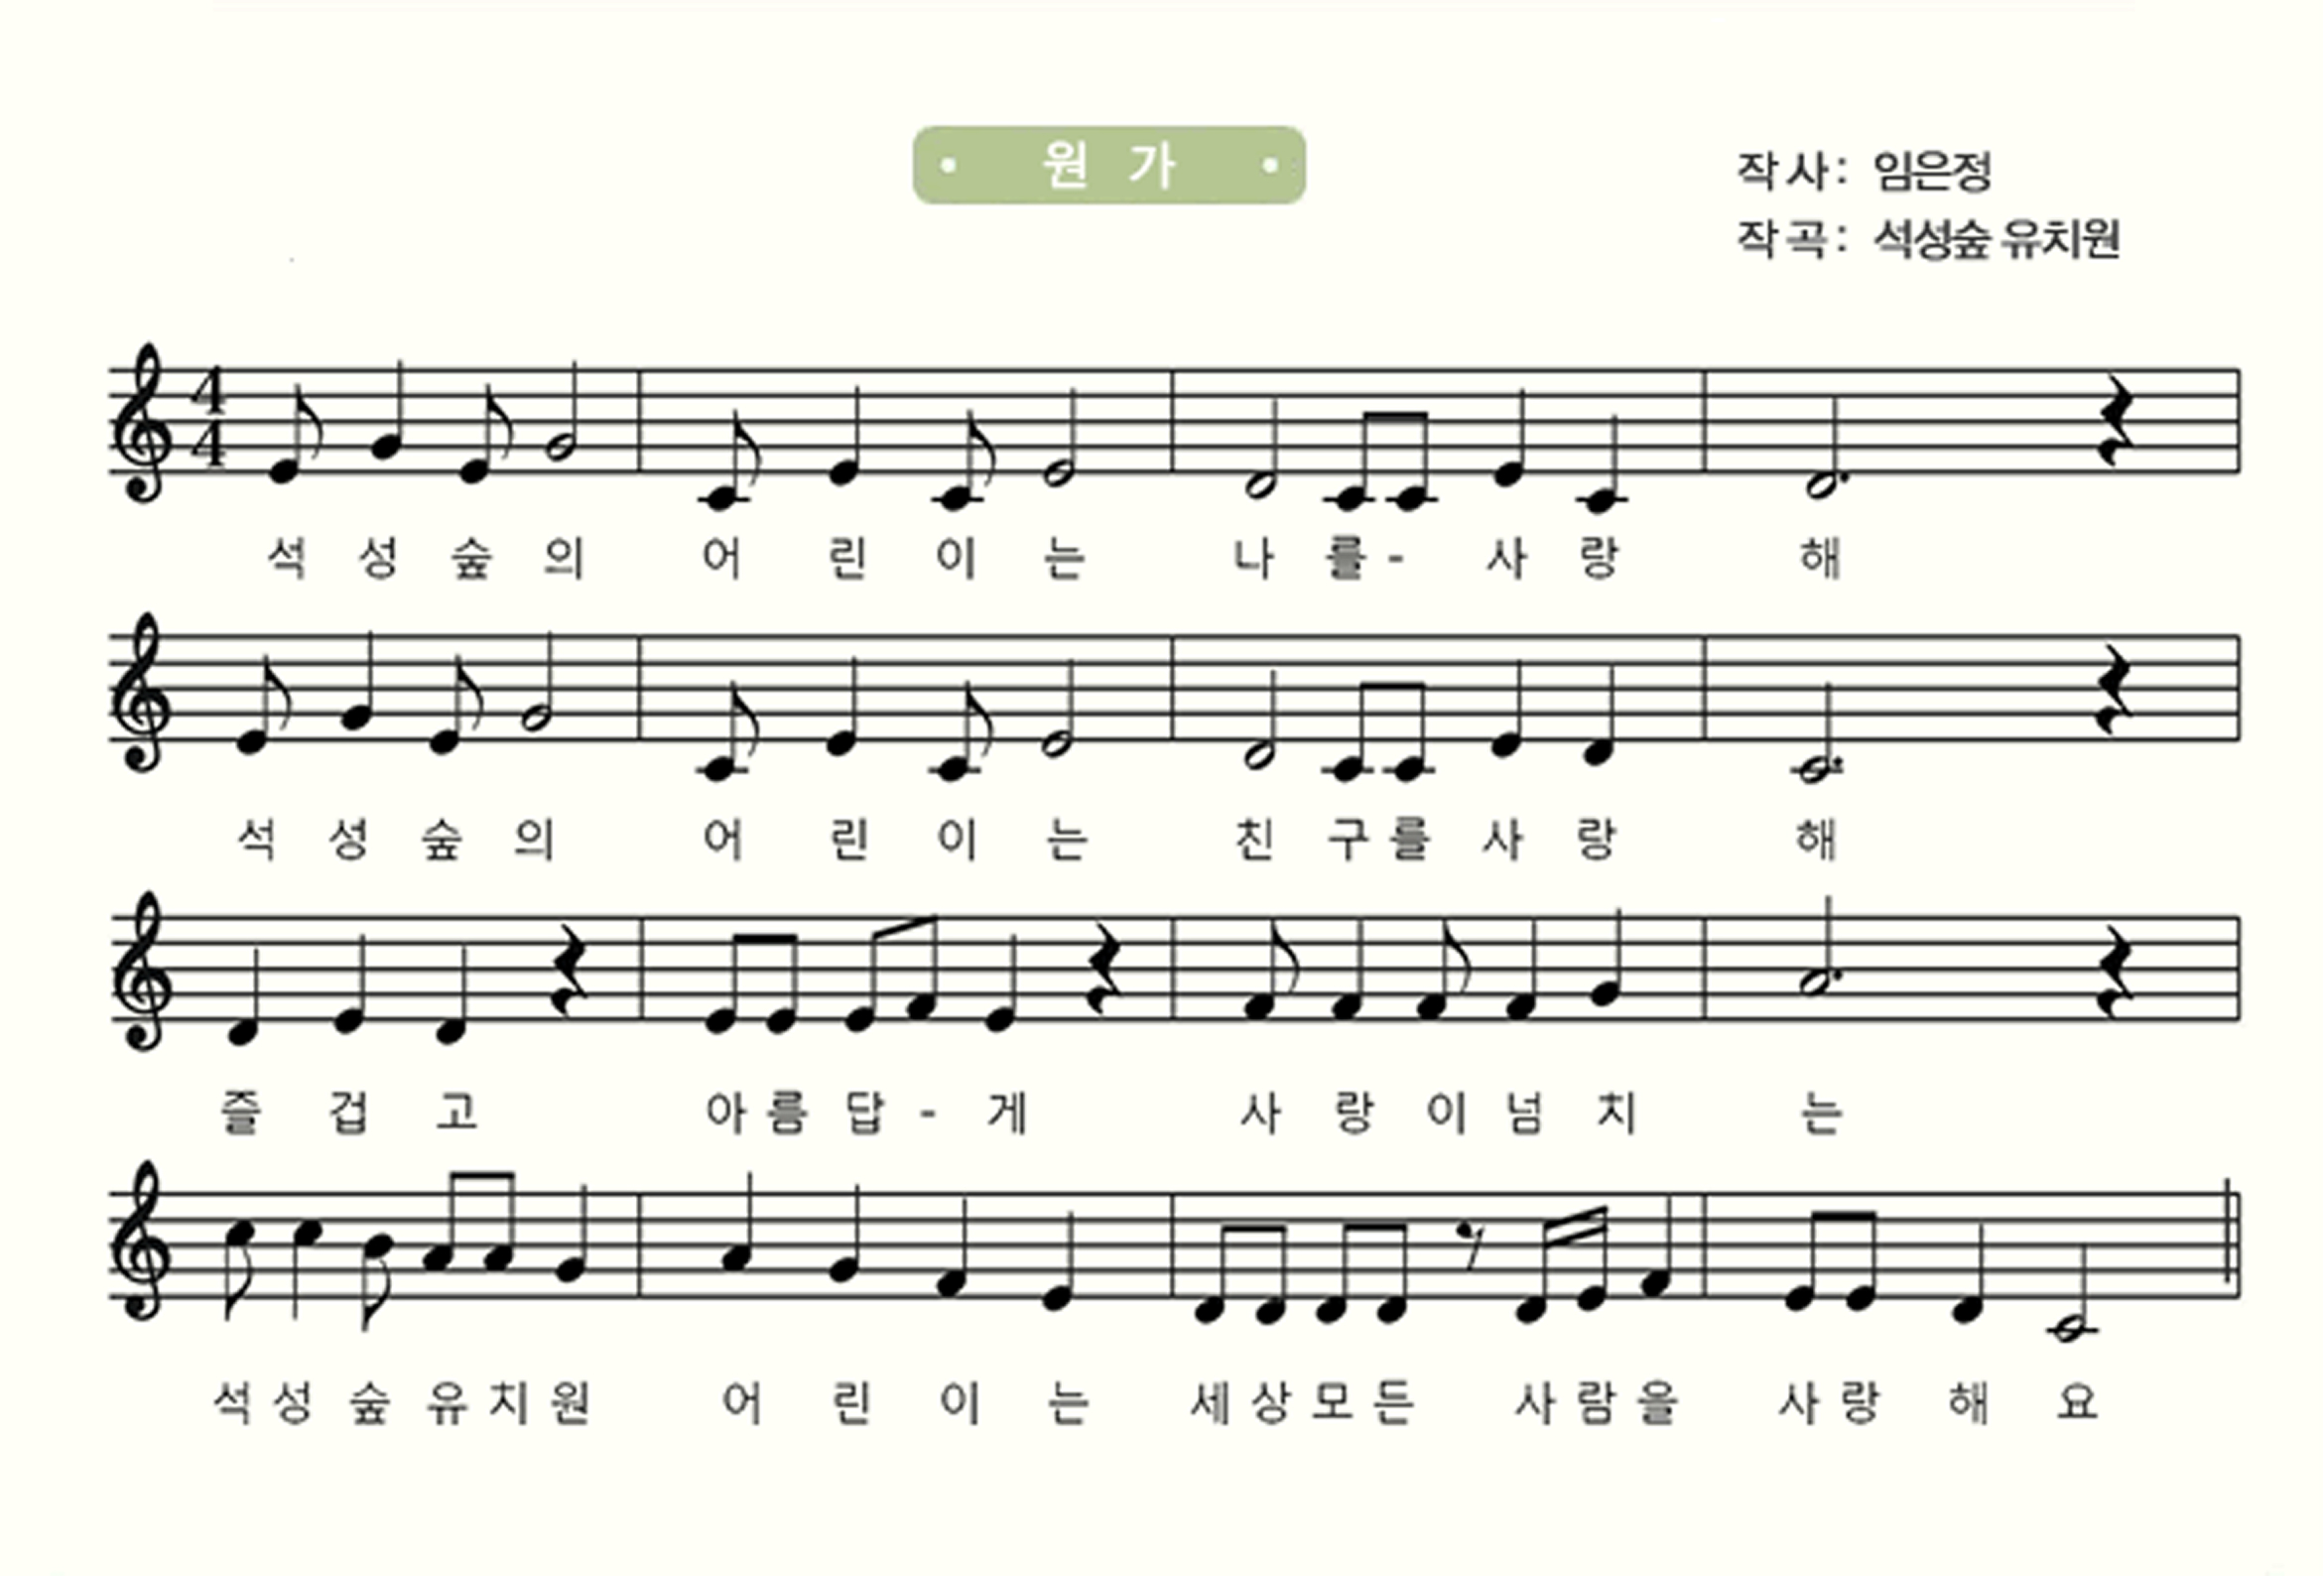 원 가
작사: 임은정
작곡: 석성숲 유치원
4
4
석 성 숲 의 어 린 이 는 나 를 - 사 랑 해
석 성 숲 의 어 린 이 는 친 구 를 사 랑 해
즐 겁 고 아 름 답 - 게 사 랑 이 넘 치 는
석 성 숲 유 치 원 어 린 이 는 세 상 모 든 사 람 을 사 랑 해 요